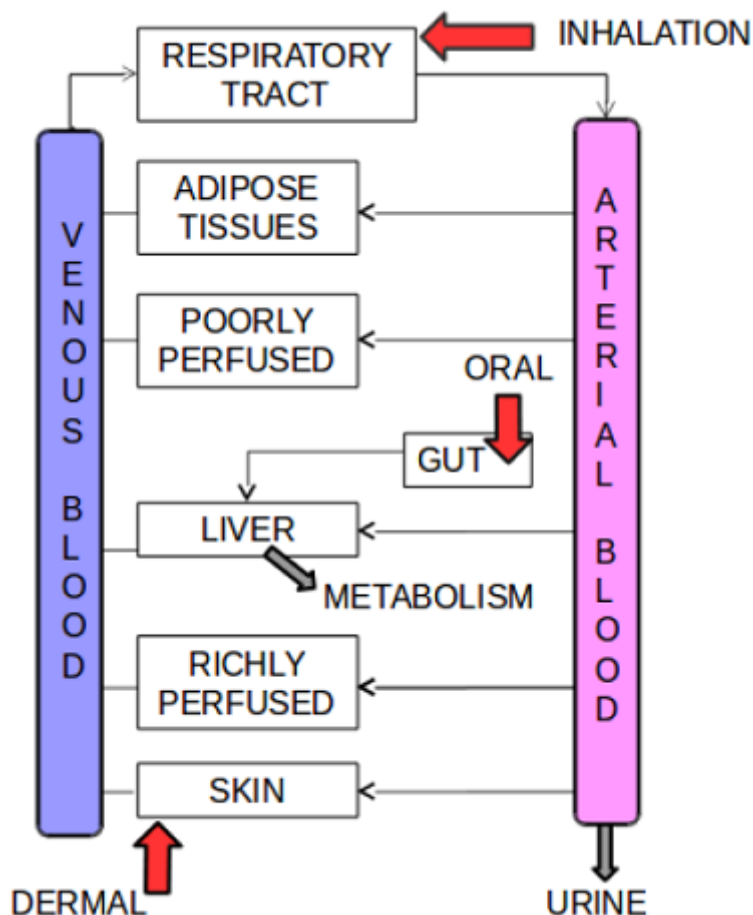 INHALATION
RESPIRATORY
TRACT
VENOUS BLOOD
ARTERIAL BLOOD
ADIPOSE
TISSUES
POORLY
PERFUSED
ORAL
GUT
LIVER
METABOLISM
RICHLY
PERFUSED
SKIN
DERMAL
URINE